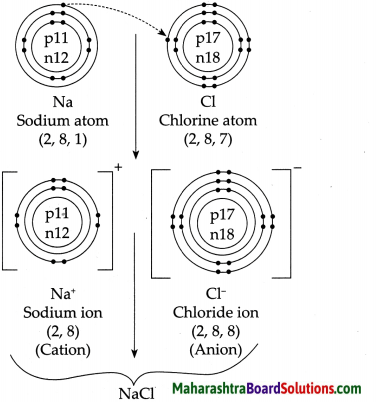 p11 p17
n12 n18
Na Cl
Sodium atom Chlorine atom
(2, 8, 1) (2, 8, 7)
+ −
p11 p17
n12 n18
Na⁺ Cl⁻
Sodium ion Chloride ion
(2, 8) (2, 8, 8)
(Cation) (Anion)
NaCl
MaharashtraBoardSolutions.com